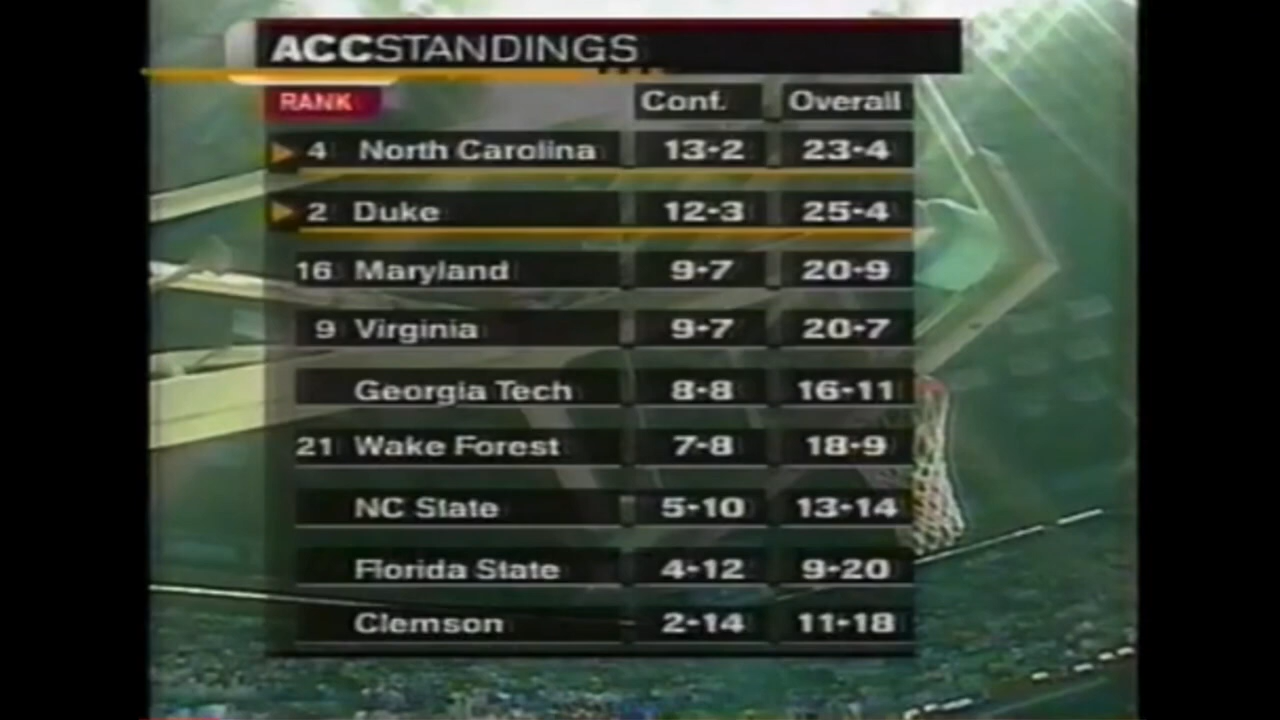 ACCSTANDINGS
RANK Conf. Overall
4 North Carolina 13-2 23-4
2 Duke 12-3 25-4
16 Maryland 9-7 20-9
9 Virginia 9-7 20-7
Georgia Tech 8-8 16-11
21 Wake Forest 7-8 18-9
NC State 5-10 13-14
Florida State 4-12 9-20
Clemson 2-14 11-18